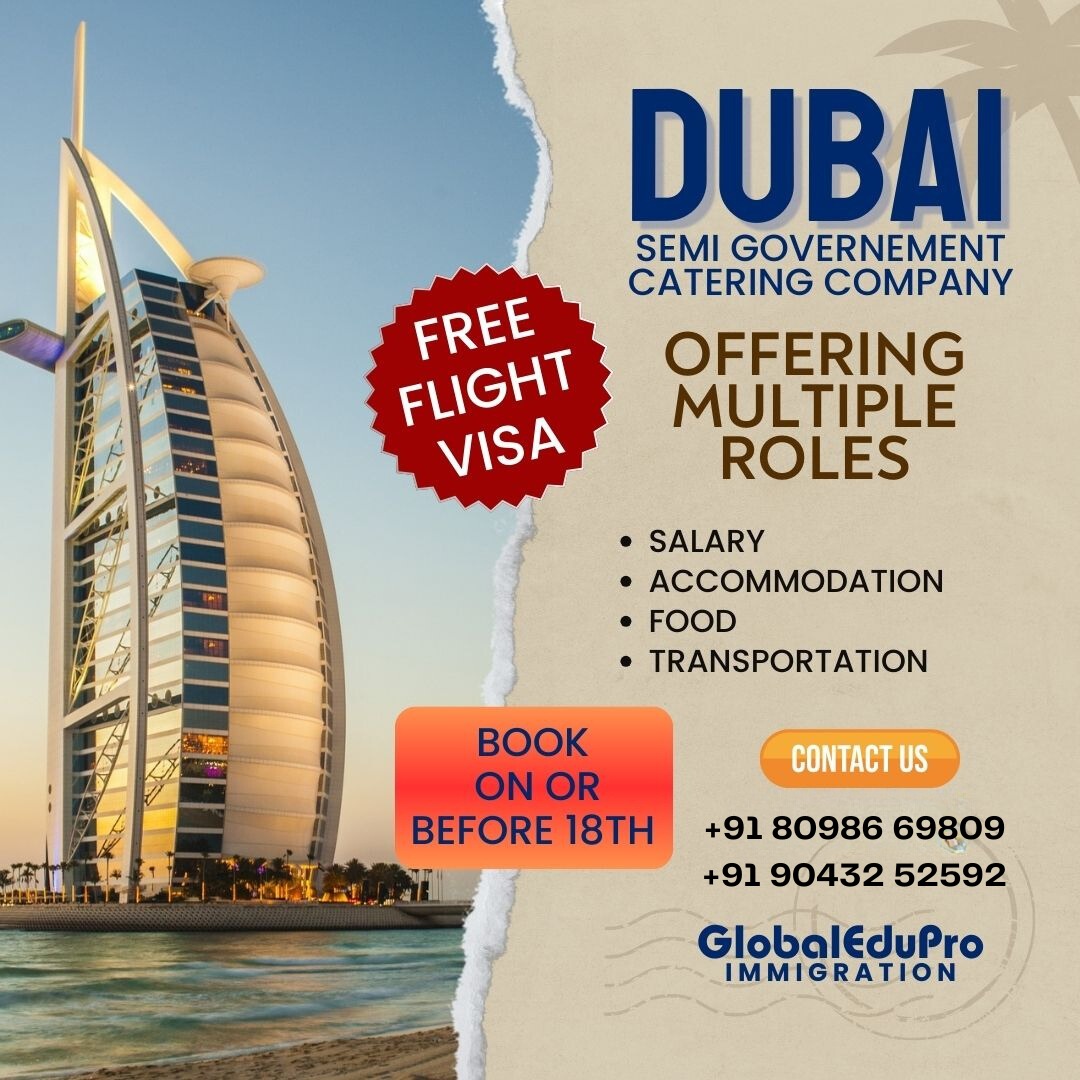 DUBAI
SEMI GOVERNEMENT
CATERING COMPANY
FREE
FLIGHT
VISA
OFFERING
MULTIPLE
ROLES
• SALARY
• ACCOMMODATION
• FOOD
• TRANSPORTATION
BOOK
ON OR
BEFORE 18TH
CONTACT US
+91 80986 69809
+91 90432 52592
GlobalEduPro
IMMIGRATION